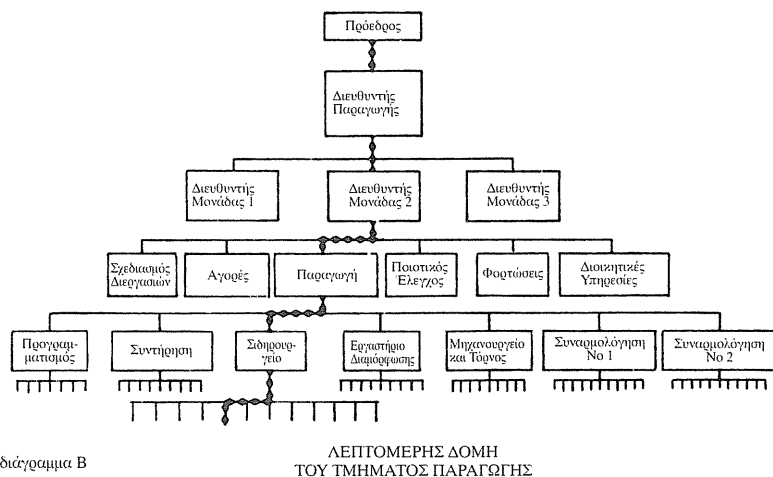 Πρόεδρος
Διευθυντής
Παραγωγής
Διευθυντής
Μονάδας 1
Διευθυντής
Μονάδας 2
Διευθυντής
Μονάδας 3
Σχεδιασμός
Διεργασιών
Αγορές
Παραγωγή
Ποιοτικός
Έλεγχος
Φορτώσεις
Διοικητικές
Υπηρεσίες
Προγραμ-
ματισμός
Συντήρηση
Σιδηρουρ-
γείο
Εργαστήριο
Διαμόρφωσης
Μηχανουργείο
και Τόρνος
Συναρμολόγηση
Νο 1
Συναρμολόγηση
Νο 2
διάγραμμα Β
ΛΕΠΤΟΜΕΡΗΣ ΔΟΜΗ
ΤΟΥ ΤΜΗΜΑΤΟΣ ΠΑΡΑΓΩΓΗΣ